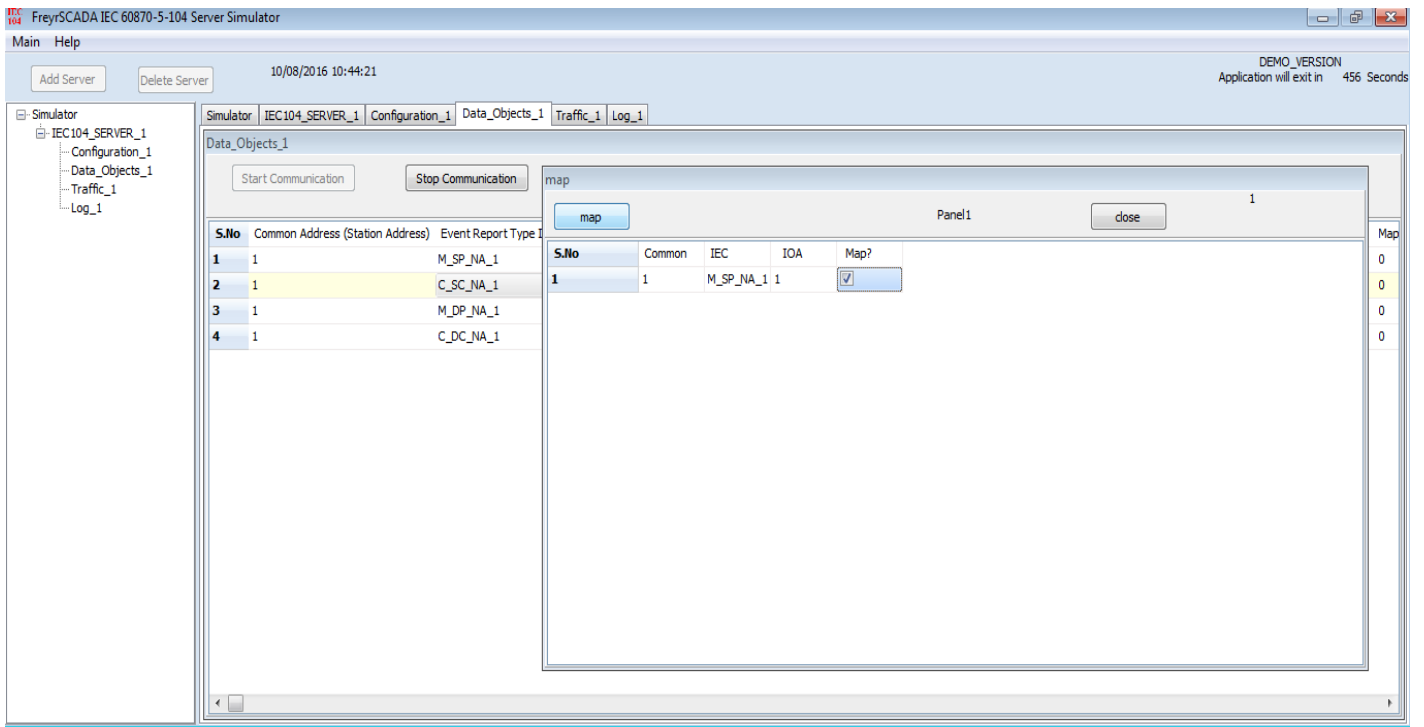 IEC 104 FreyrSCADA IEC 60870-5-104 Server Simulator
Main Help
Add Server Delete Server 10/08/2016 10:44:21 DEMO_VERSION
Application will exit in 456 Seconds
Simulator
IEC104_SERVER_1
Configuration_1
Data_Objects_1
Traffic_1
Log_1
Simulator IEC104_SERVER_1 Configuration_1 Data_Objects_1 Traffic_1 Log_1
Data_Objects_1
Start Communication Stop Communication
S.No Common Address (Station Address) Event Report Type I Map
1 1 M_SP_NA_1 0
2 1 C_SC_NA_1 0
3 1 M_DP_NA_1 0
4 1 C_DC_NA_1 0
map
map Panel1 close 1
S.No Common IEC IOA Map?
1 1 M_SP_NA_1 1